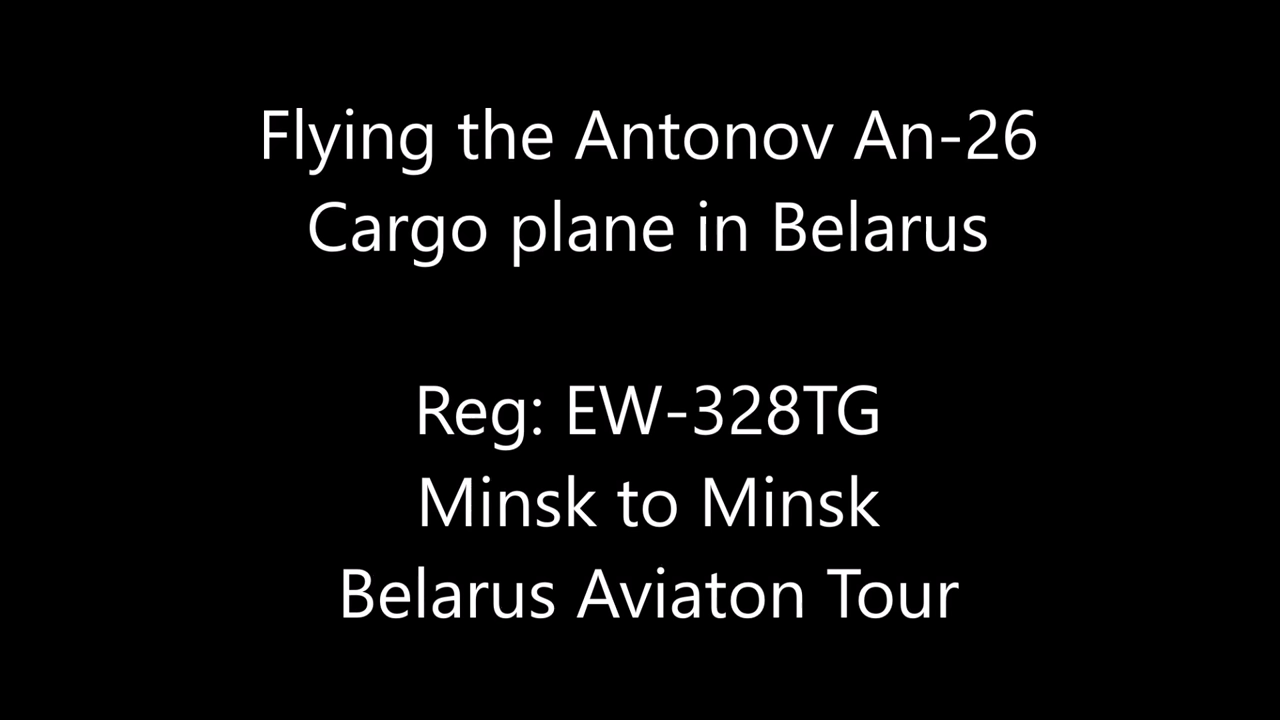 Flying the Antonov An-26
Cargo plane in Belarus
Reg: EW-328TG
Minsk to Minsk
Belarus Aviaton Tour